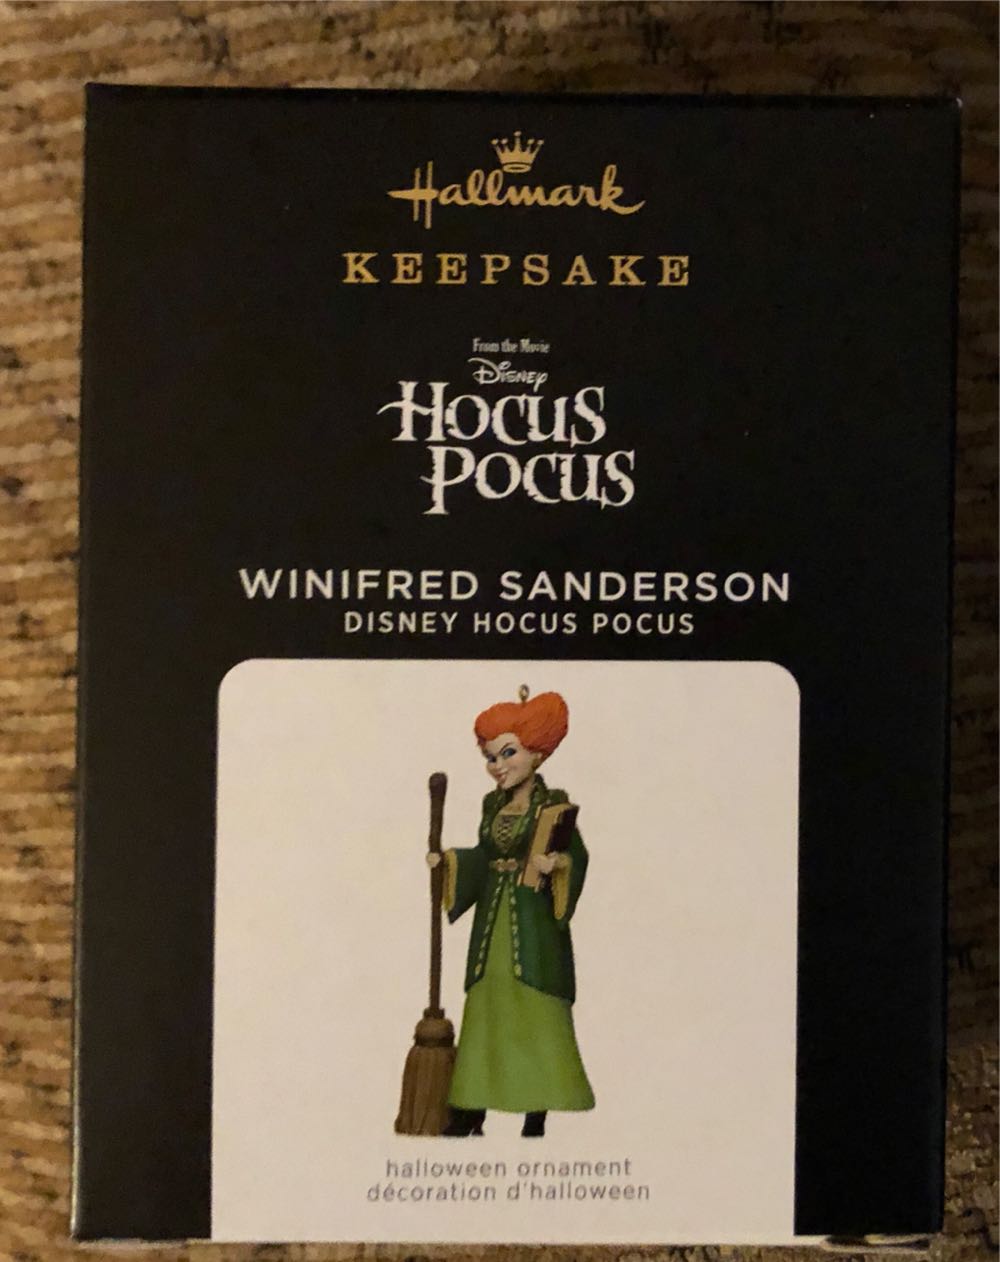 Hallmark
KEEPSAKE
From the Movie
Disney
HOCUS
POCUS
WINIFRED SANDERSON
DISNEY HOCUS POCUS
halloween ornament
décoration d'halloween